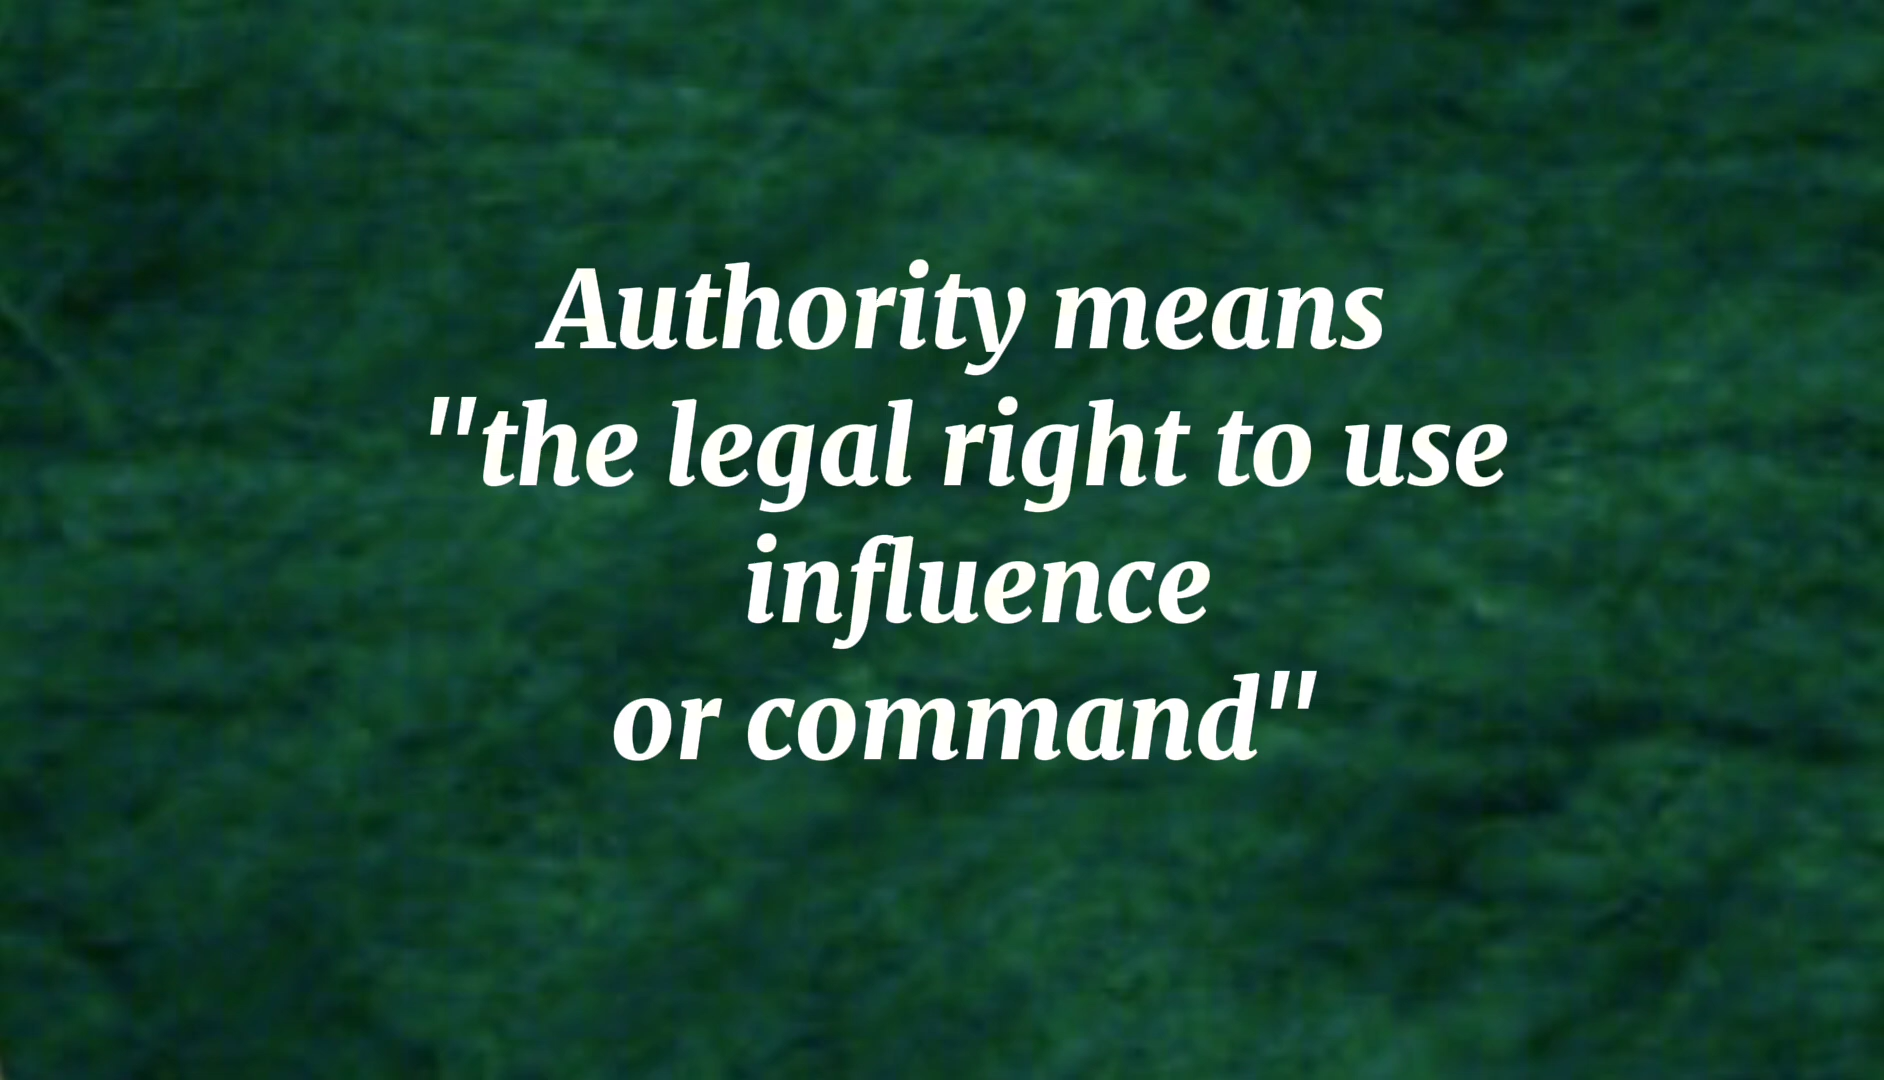 Authority means
"the legal right to use
influence
or command"